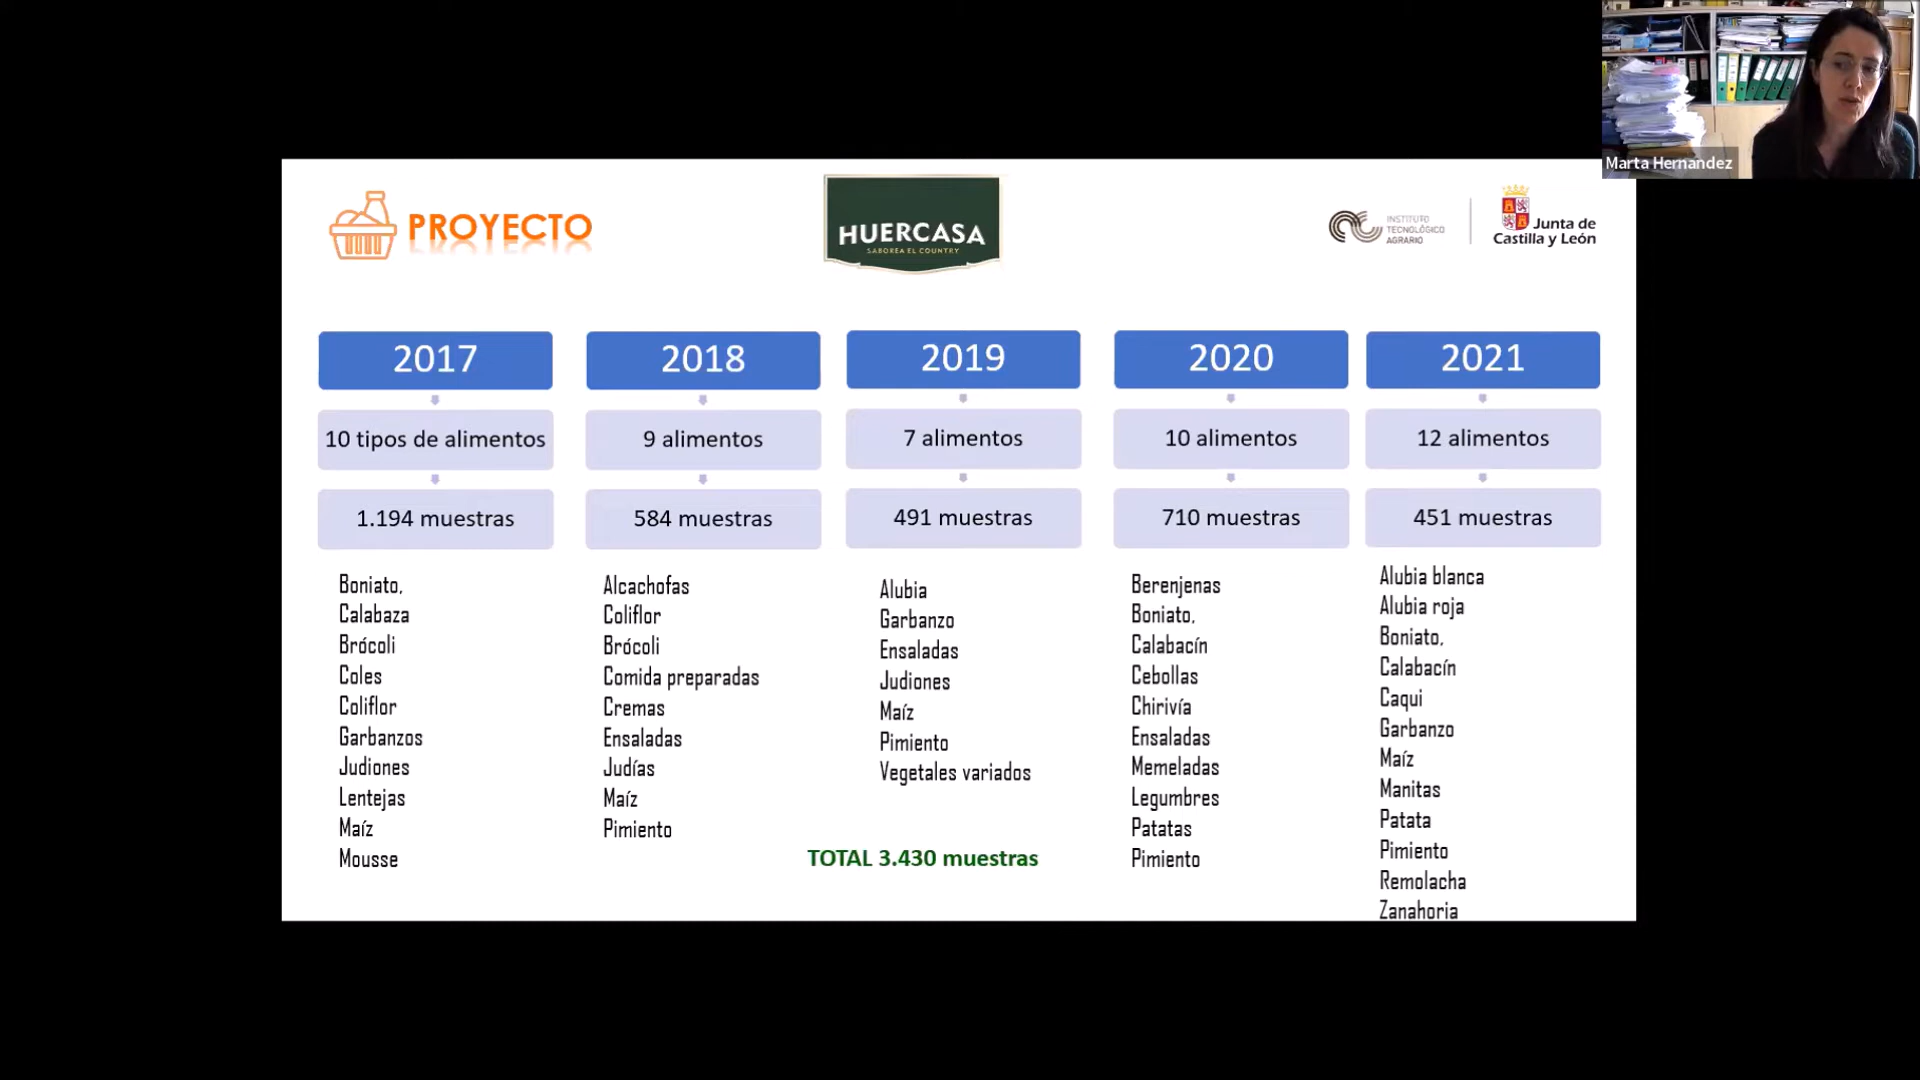 Marta Hernandez
PROYECTO
HUERCASA
SABOREA EL COUNTRY
INSTITUTO
TECNOLÓGICO
AGRARIO
Junta de
Castilla y León
2017
10 tipos de alimentos
1.194 muestras
Boniato,
Calabaza
Brócoli
Coles
Coliflor
Garbanzos
Judiones
Lentejas
Maíz
Mousse
2018
9 alimentos
584 muestras
Alcachofas
Coliflor
Brócoli
Comida preparadas
Cremas
Ensaladas
Judías
Maíz
Pimiento
2019
7 alimentos
491 muestras
Alubia
Garbanzo
Ensaladas
Judiones
Maíz
Pimiento
Vegetales variados
TOTAL 3.430 muestras
2020
10 alimentos
710 muestras
Berenjenas
Boniato,
Calabacín
Cebollas
Chirivía
Ensaladas
Memeladas
Legumbres
Patatas
Pimiento
2021
12 alimentos
451 muestras
Alubia blanca
Alubia roja
Boniato,
Calabacín
Caqui
Garbanzo
Maíz
Manitas
Patata
Pimiento
Remolacha
Zanahoria